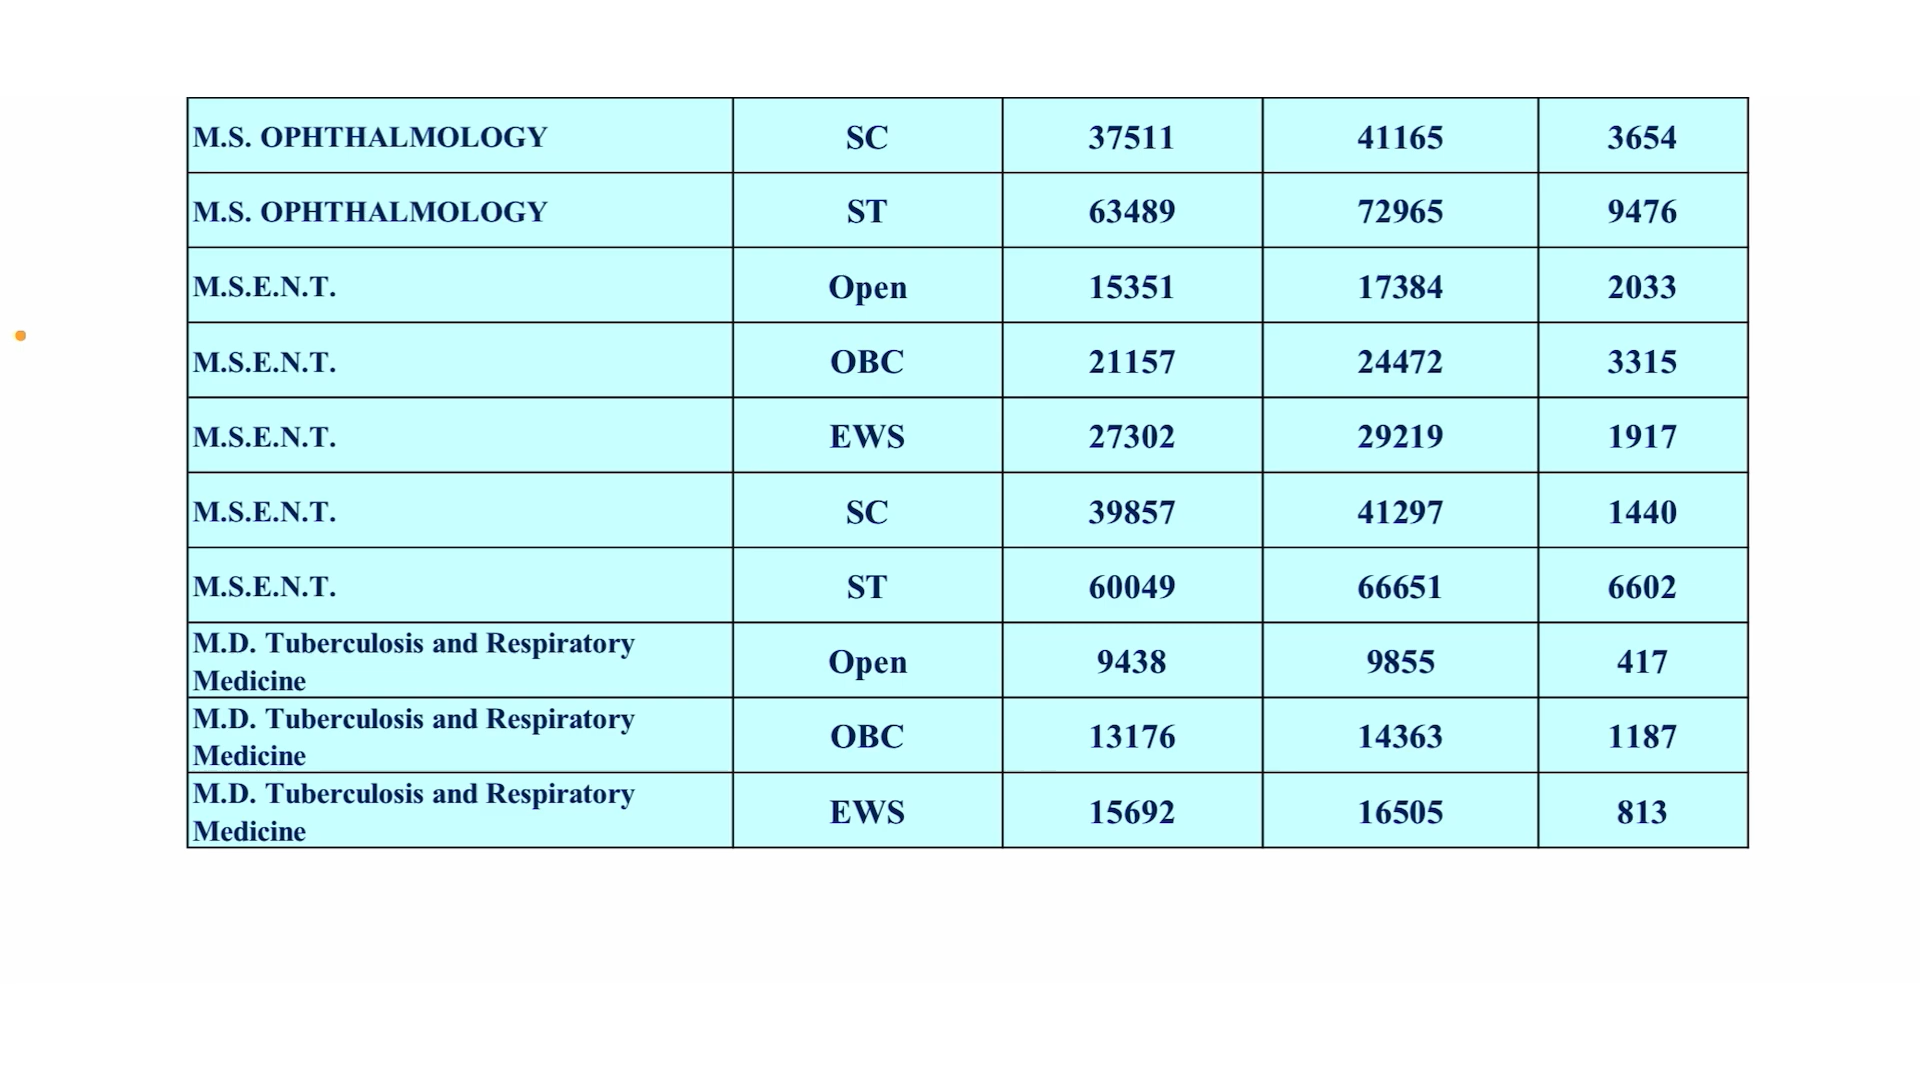 M.S. OPHTHALMOLOGY SC 37511 41165 3654
M.S. OPHTHALMOLOGY ST 63489 72965 9476
M.S.E.N.T. Open 15351 17384 2033
M.S.E.N.T. OBC 21157 24472 3315
M.S.E.N.T. EWS 27302 29219 1917
M.S.E.N.T. SC 39857 41297 1440
M.S.E.N.T. ST 60049 66651 6602
M.D. Tuberculosis and Respiratory
Medicine Open 9438 9855 417
M.D. Tuberculosis and Respiratory
Medicine OBC 13176 14363 1187
M.D. Tuberculosis and Respiratory
Medicine EWS 15692 16505 813